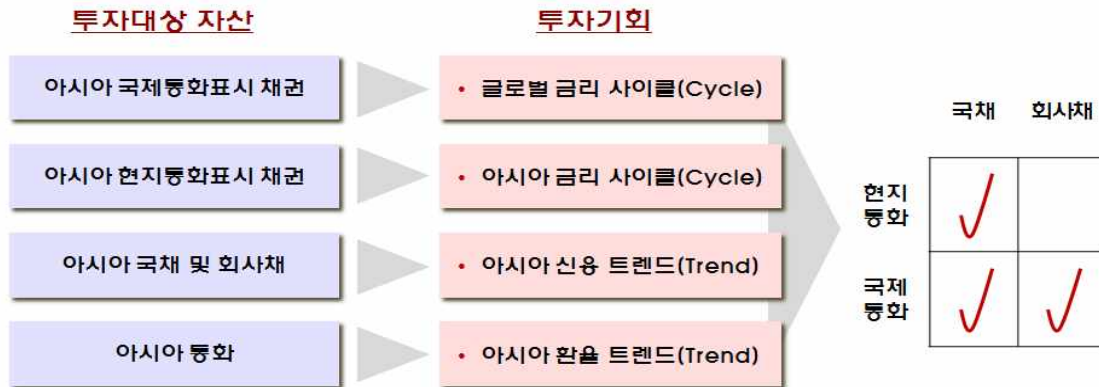 투자대상 자산
투자기회
아시아 국제통화표시 채권
• 글로벌 금리 사이클(Cycle)
아시아 현지통화표시 채권
• 아시아 금리 사이클(Cycle)
아시아 국채 및 회사채
• 아시아 신용 트렌드(Trend)
아시아 통화
• 아시아 환율 트렌드(Trend)
국채 회사채
현지
통화
국제
통화